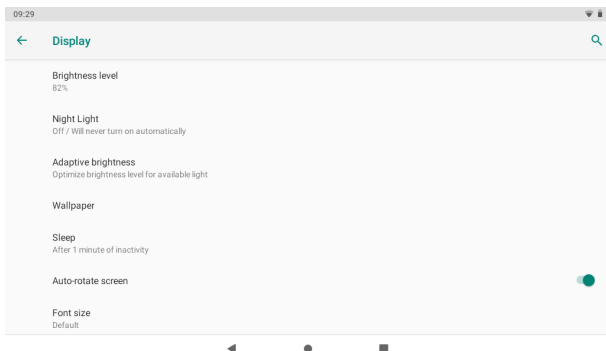 09:29
Display
Brightness level
82%
Night Light
Off / Will never turn on automatically
Adaptive brightness
Optimize brightness level for available light
Wallpaper
Sleep
After 1 minute of inactivity
Auto-rotate screen
Font size
Default